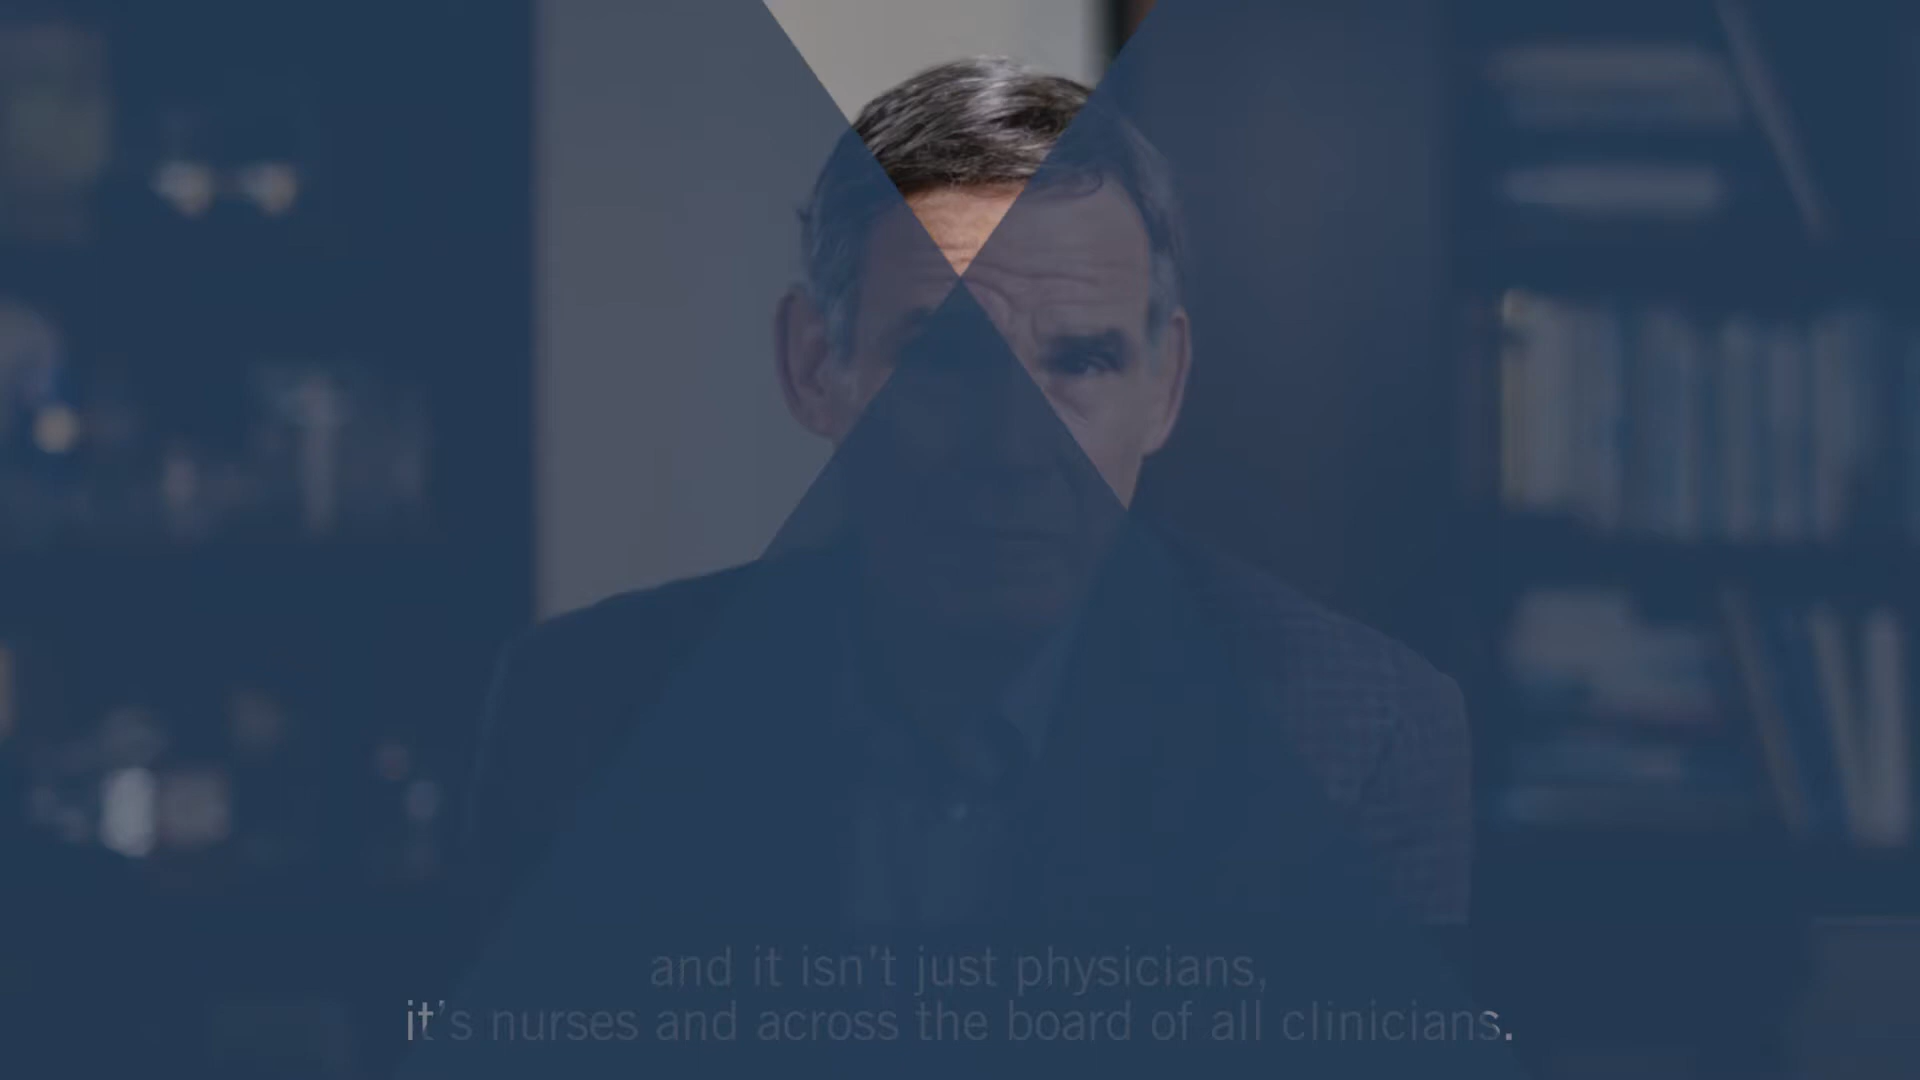 and it isn't just physicians,
it's nurses and across the board of all clinicians.